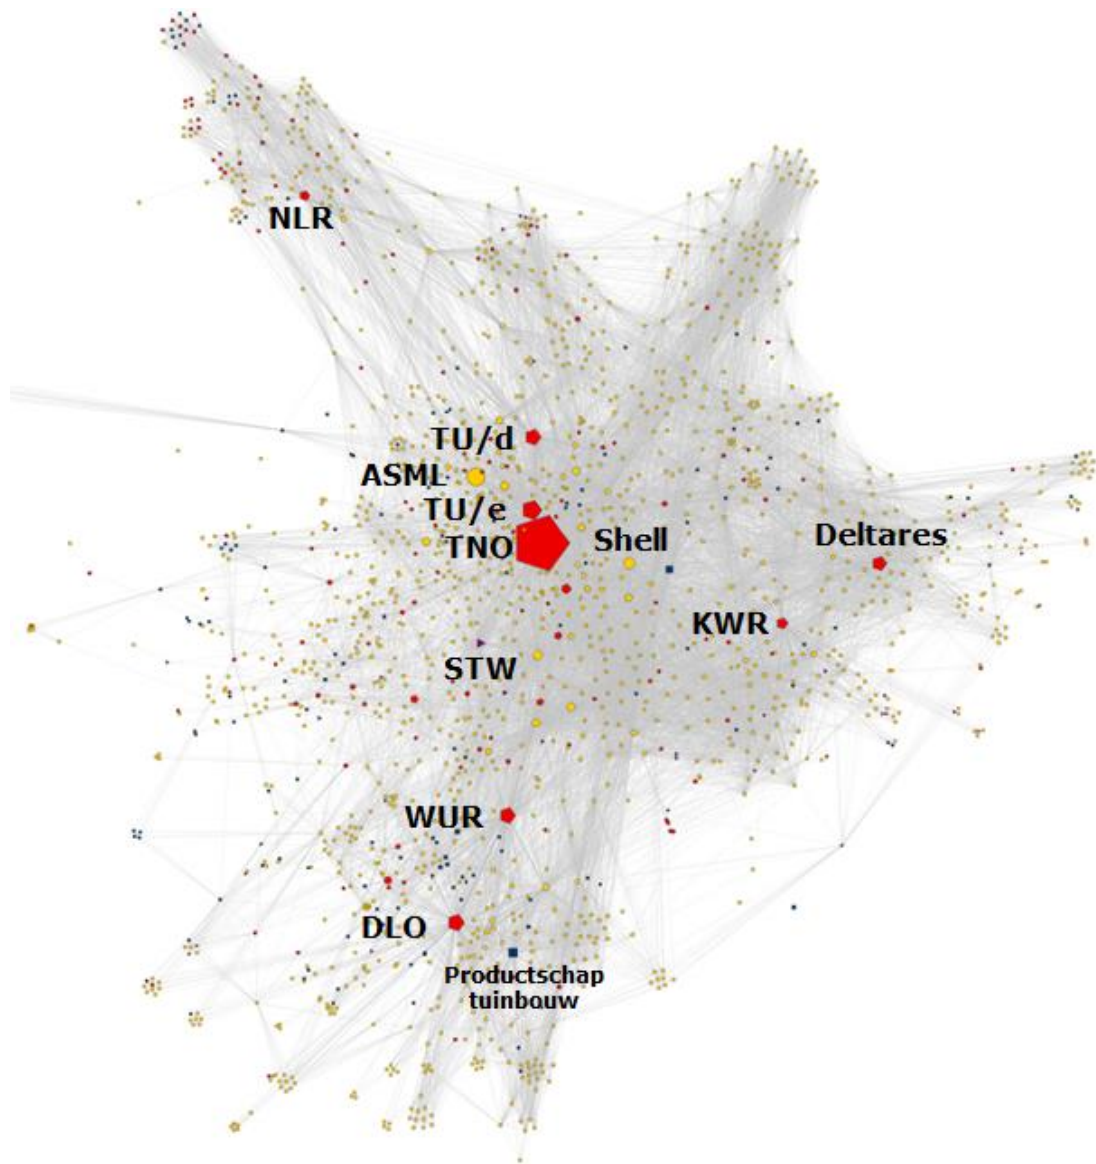 NLR
TU/d
ASML
TU/e
TNO
Shell
Deltares
KWR
STW
WUR
DLO
Productschap
tuinbouw